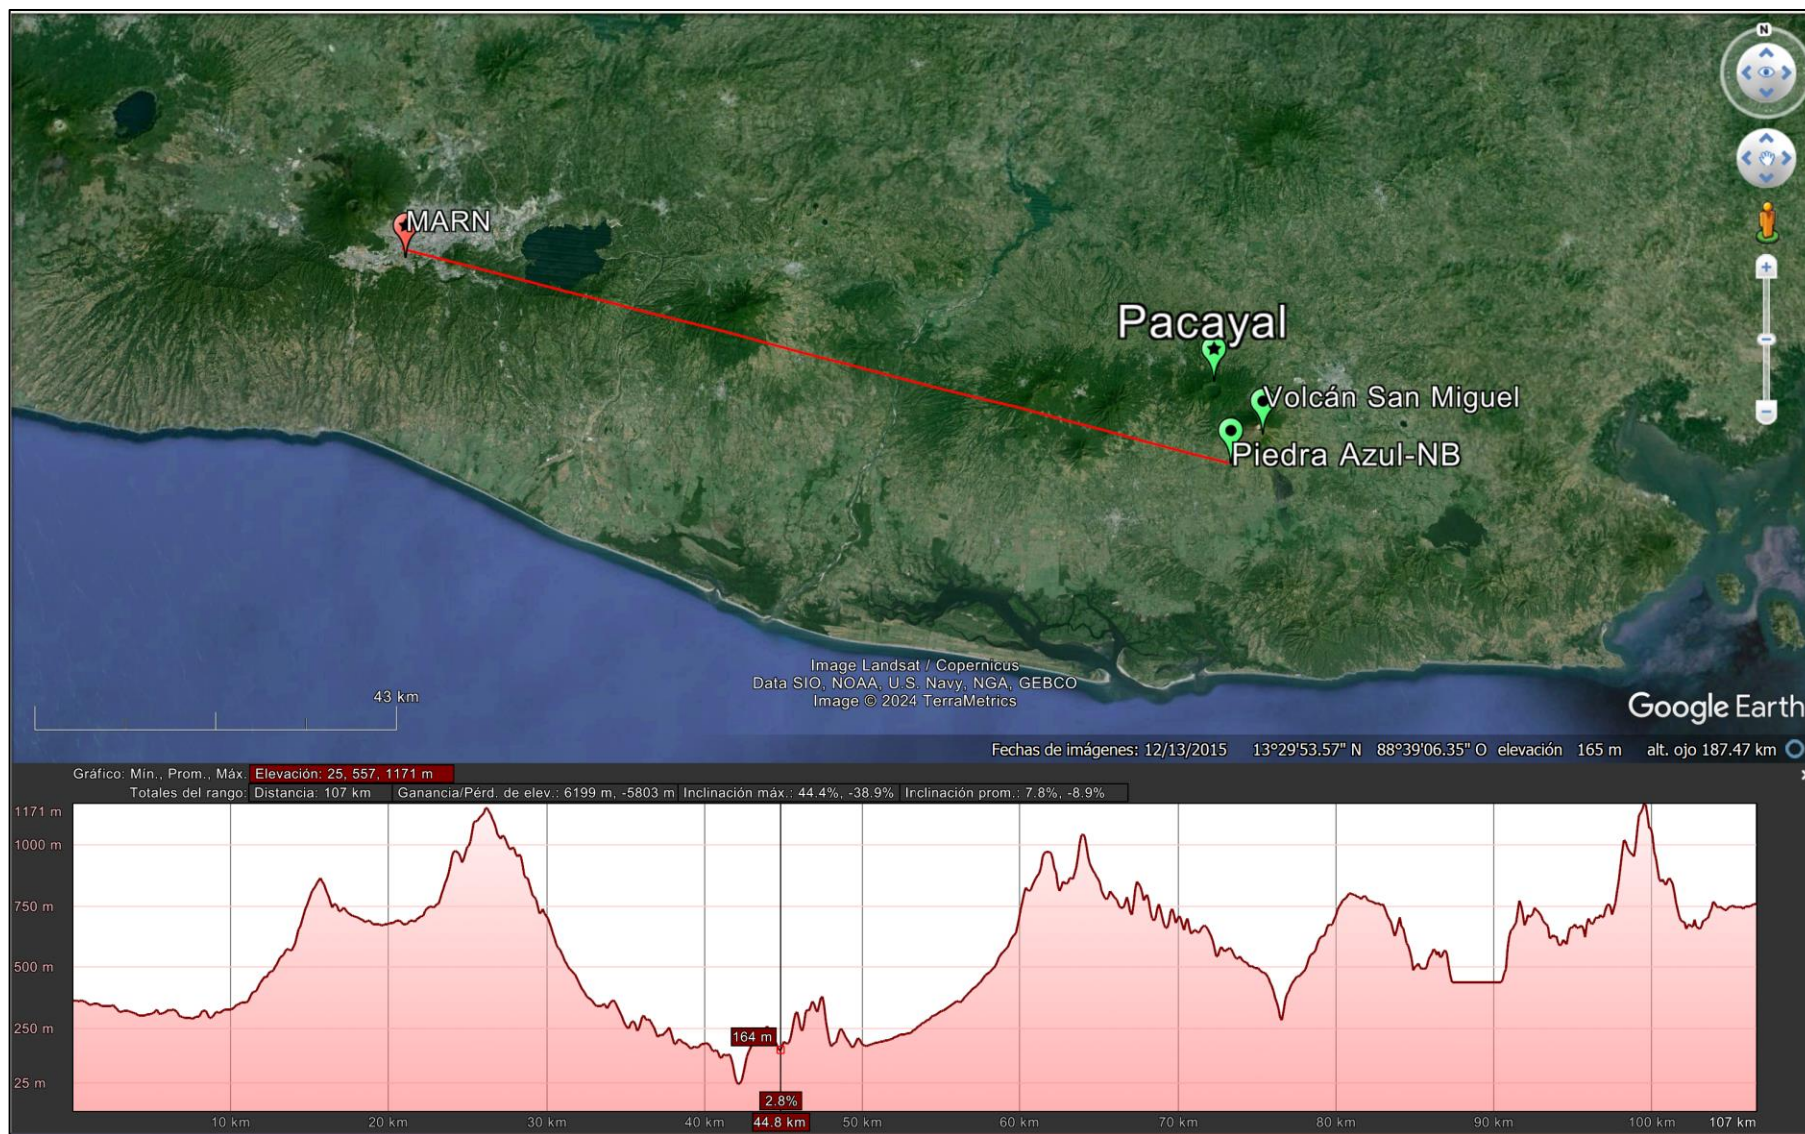 N
MARN
Pacayal
Volcán San Miguel
Piedra Azul-NB
Image Landsat / Copernicus
Data SIO, NOAA, U.S. Navy, NGA, GEBCO
Image © 2024 TerraMetrics
43 km
Google Earth
Fechas de imágenes: 12/13/2015 13°29'53.57" N 88°39'06.35" O elevación 165 m alt. ojo 187.47 km
Gráfico: Mín., Prom., Máx. Elevación: 25, 557, 1171 m
Totales del rango: Distancia: 107 km Ganancia/Pérd. de elev.: 6199 m, -5803 m Inclinación máx.: 44.4%, -38.9% Inclinación prom.: 7.8%, -8.9%
1171 m
1000 m
750 m
500 m
250 m
164 m
25 m
2.8%
10 km 20 km 30 km 40 km 44.8 km 50 km 60 km 70 km 80 km 90 km 100 km 107 km